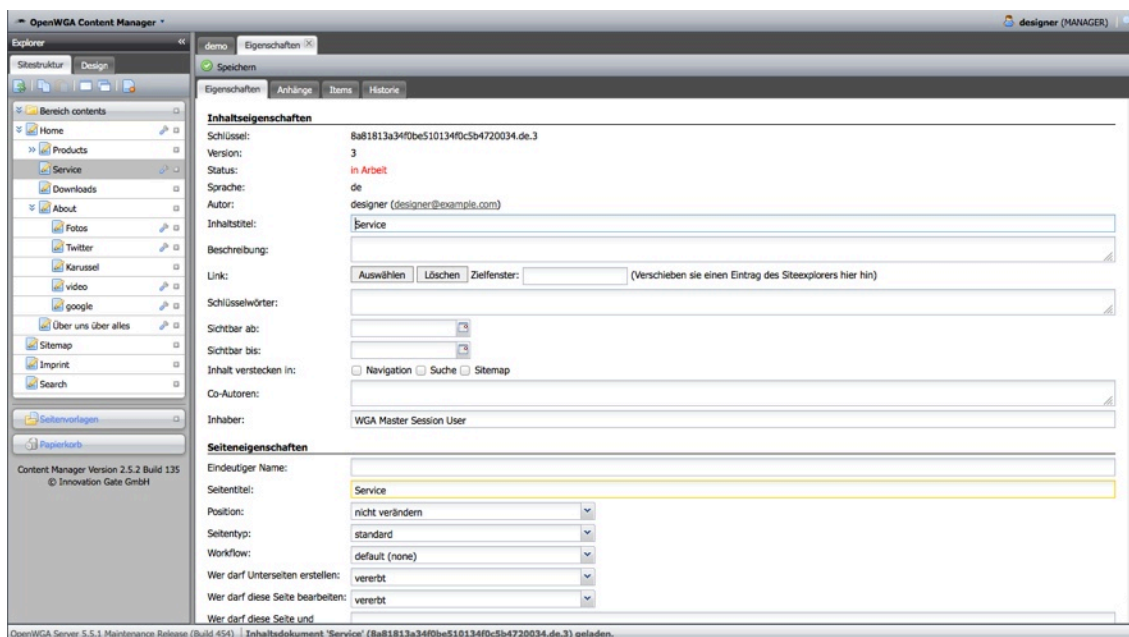 OpenWGA Content Manager
designer (MANAGER)
Explorer
demo
Eigenschaften
Sitestruktur
Design
Speichern
Eigenschaften
Anhänge
Items
Historie
Bereich contents
Home
Products
Service
Downloads
About
Fotos
Twitter
Karussel
video
google
Über uns über alles
Sitemap
Imprint
Search
Seitenvorlagen
Papierkorb
Content Manager Version 2.5.2 Build 135
© Innovation Gate GmbH
Inhaltseigenschaften
Schlüssel: 8a81813a34f0be510134f0c5b4720034.de.3
Version: 3
Status: in Arbeit
Sprache: de
Autor: designer (designer@example.com)
Inhaltstitel: Service
Beschreibung:
Link: Auswählen Löschen Zielfenster: (Verschieben sie einen Eintrag des Siteexplorers hier hin)
Schlüsselwörter:
Sichtbar ab:
Sichtbar bis:
Inhalt verstecken in: Navigation Suche Sitemap
Co-Autoren:
Inhaber: WGA Master Session User
Seiteneigenschaften
Eindeutiger Name:
Seitentitel: Service
Position: nicht verändern
Seitentyp: standard
Workflow: default (none)
Wer darf Unterseiten erstellen: vererbt
Wer darf diese Seite bearbeiten: vererbt
Wer darf diese Seite und
OpenWGA Server 5.5.1 Maintenance Release (Build 454) Inhaltsdokument 'Service' (8a81813a34f0be510134f0c5b4720034.de.3) geladen.